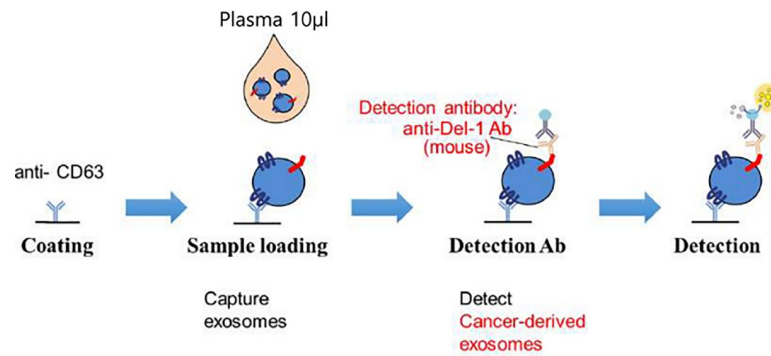 Plasma 10µl
Detection antibody:
anti-Del-1 Ab
(mouse)
anti- CD63
Coating
Sample loading
Detection Ab
Detection
Capture
exosomes
Detect
Cancer-derived
exosomes